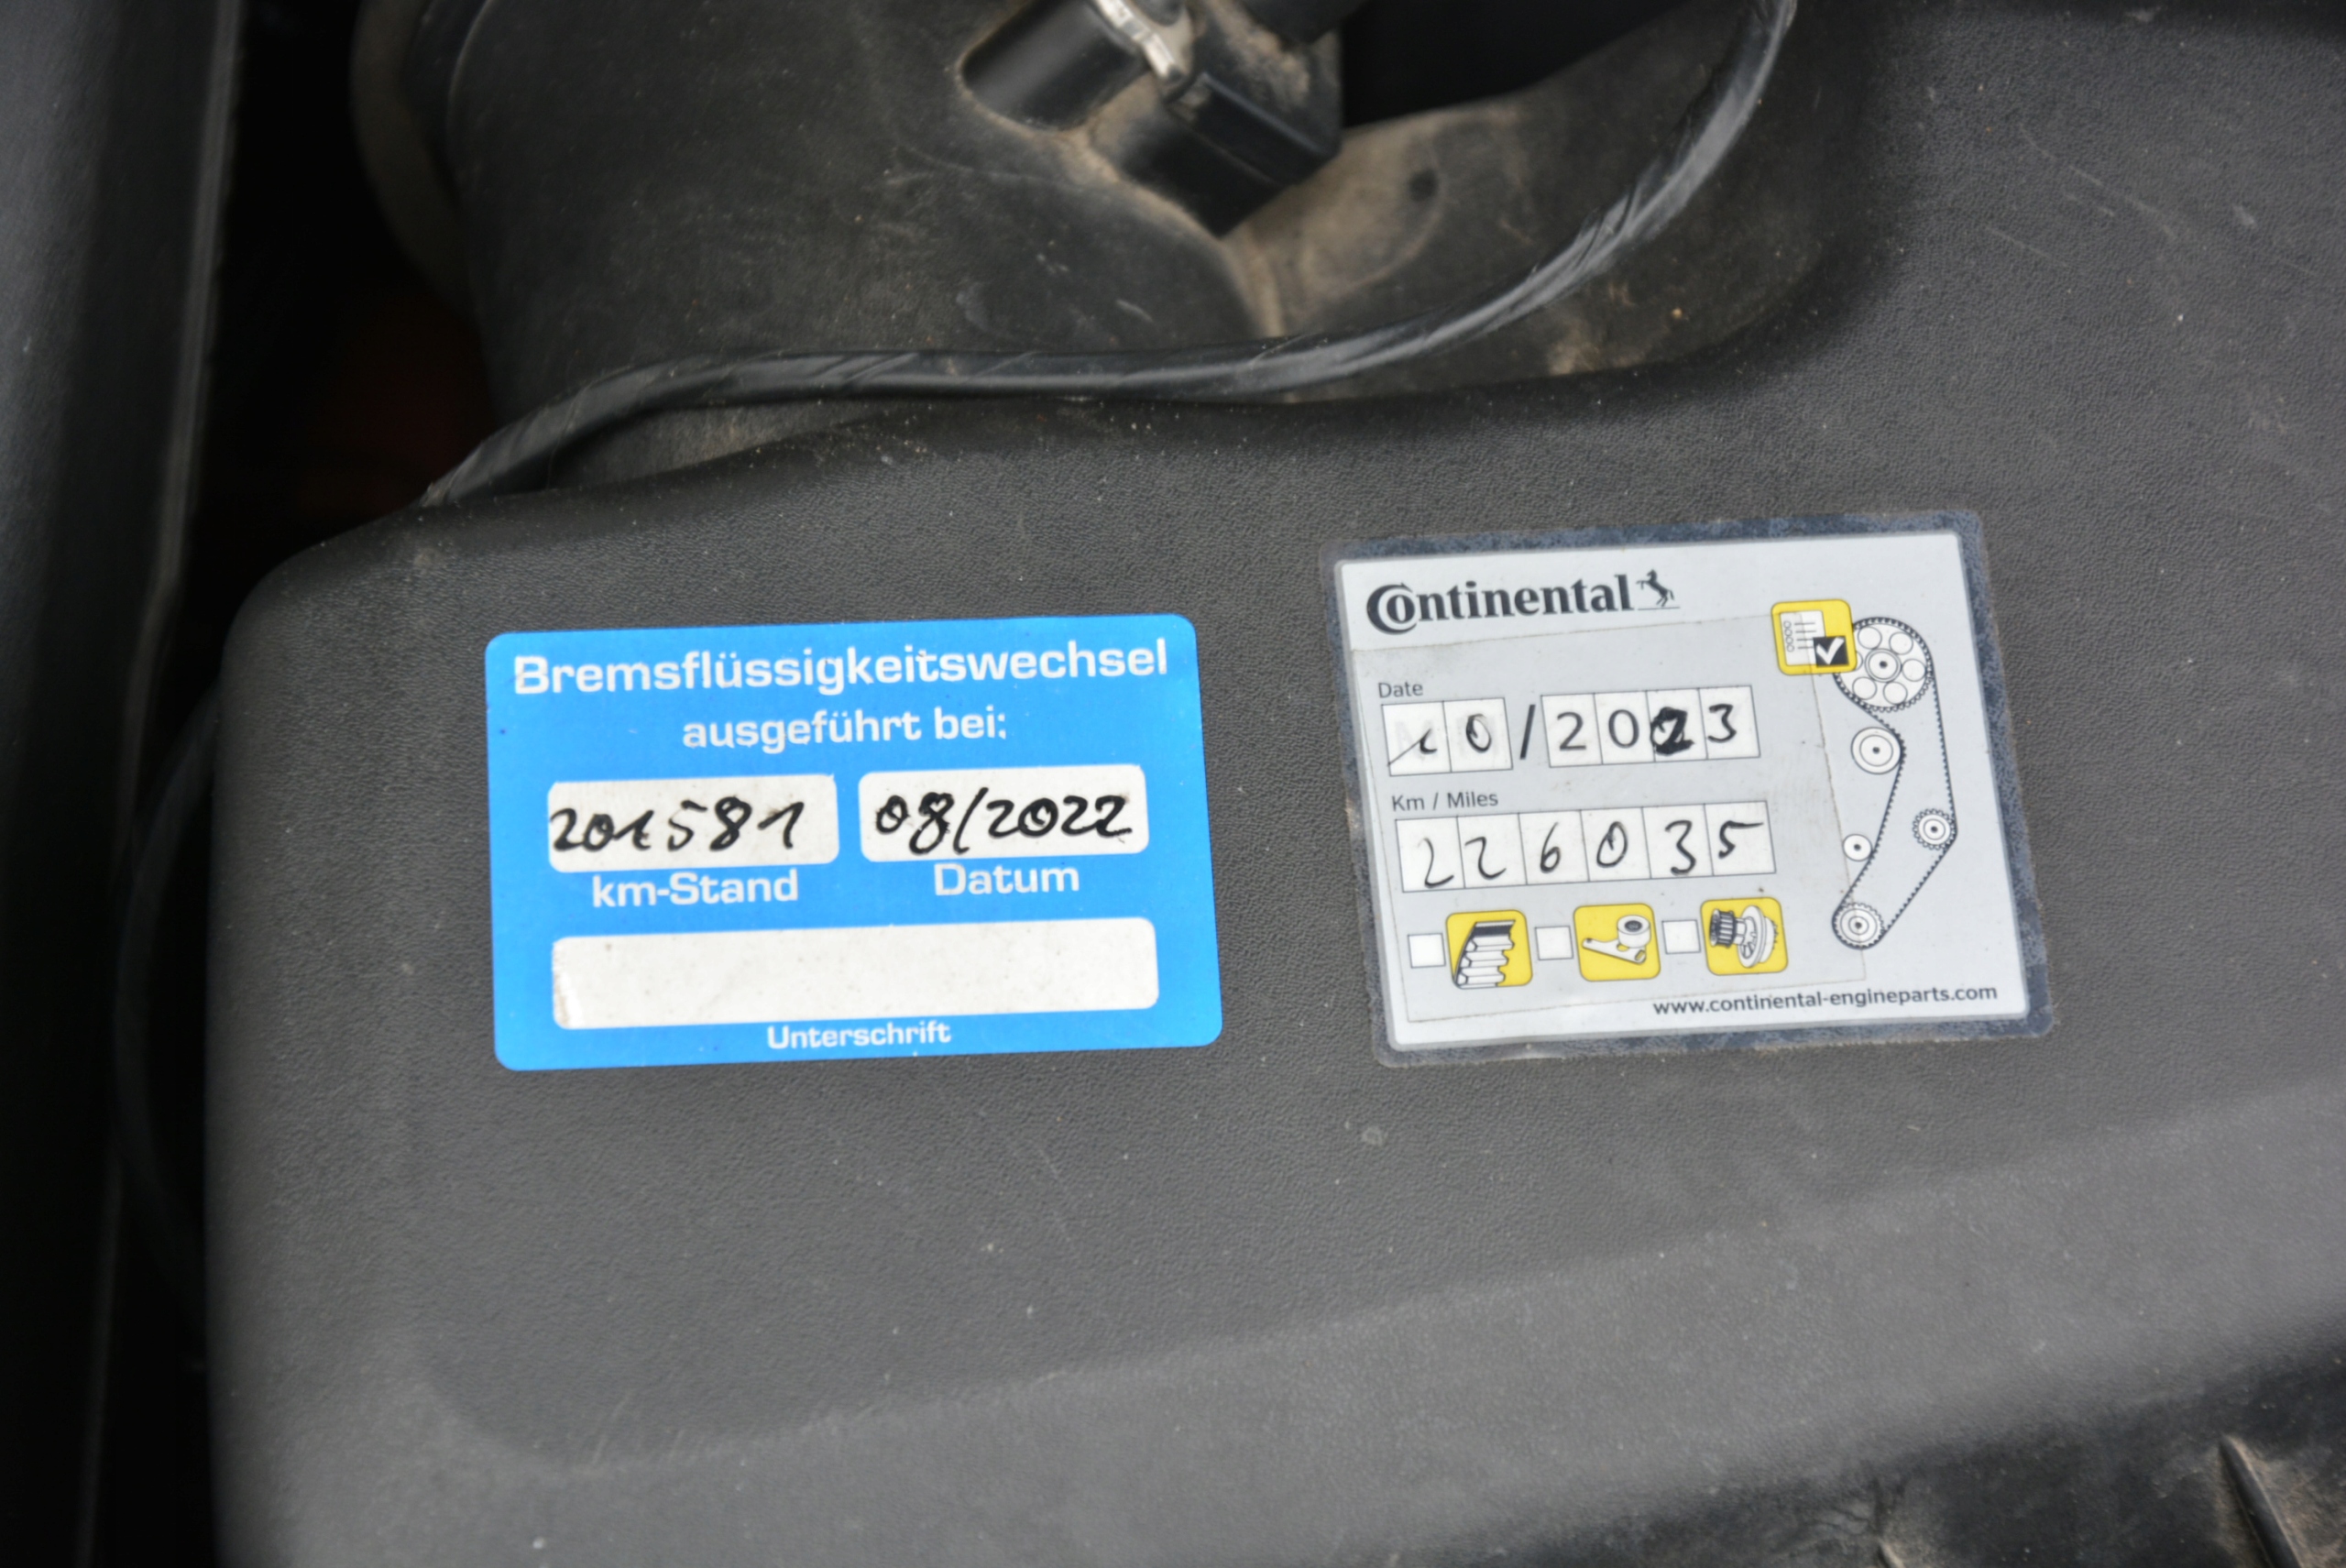 Bremsflüssigkeitswechsel
ausgeführt bei:
201581 08/2022
km-Stand Datum
Unterschrift
Continental
Date
10/2023
Km / Miles
226035
www.continental-engineparts.com